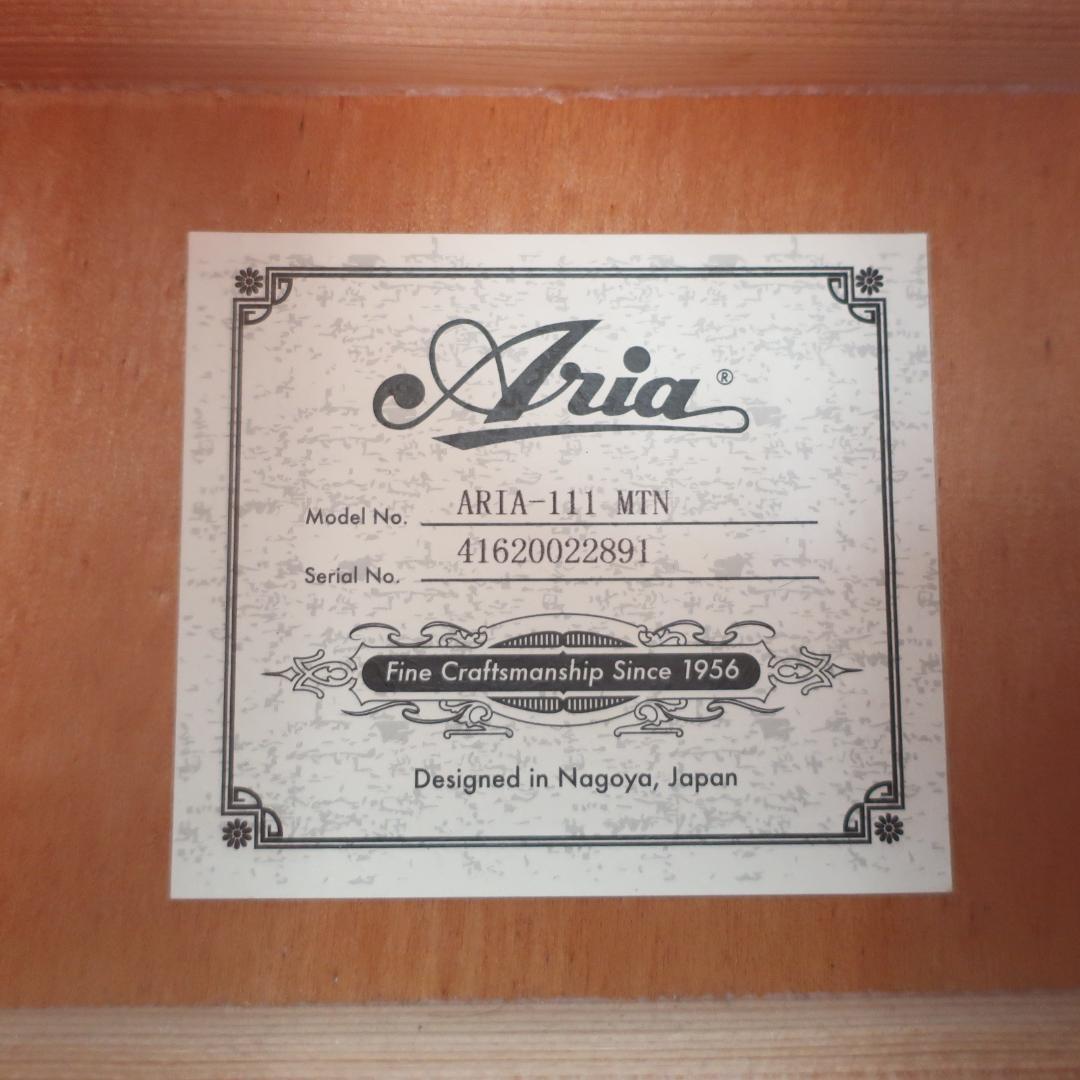 Aria®
Model No. ARIA-111 MTN
Serial No. 41620022891
Fine Craftsmanship Since 1956
Designed in Nagoya, Japan